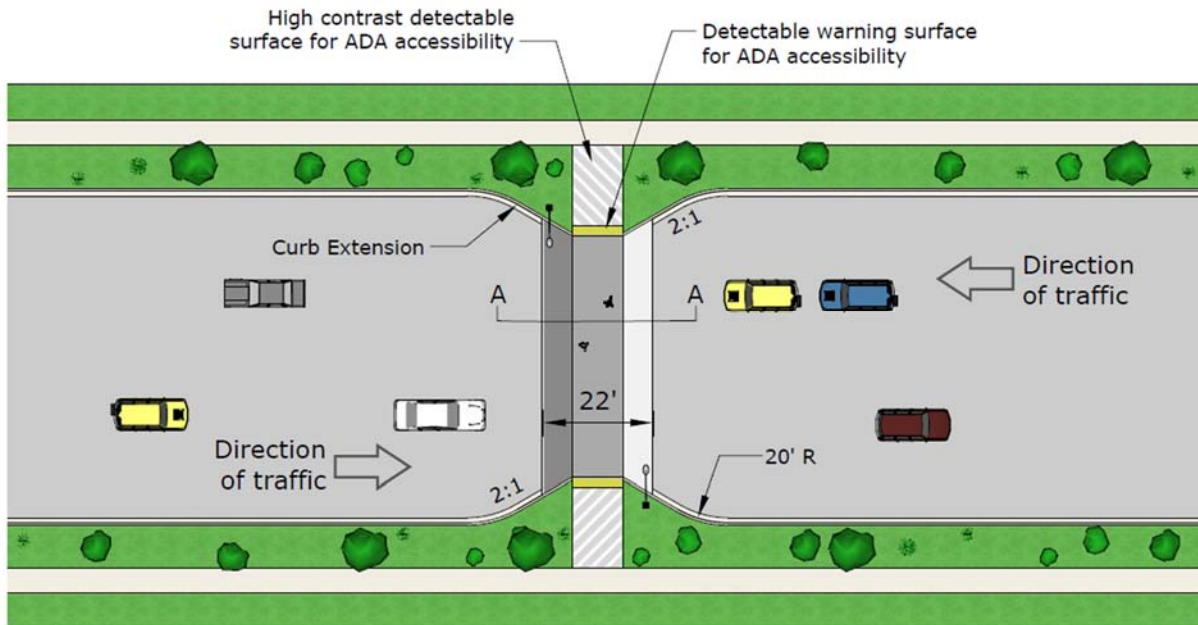 High contrast detectable
surface for ADA accessibility
Detectable warning surface
for ADA accessibility
Curb Extension
2:1
A
A
Direction
of traffic
22'
Direction
of traffic
2:1
20' R